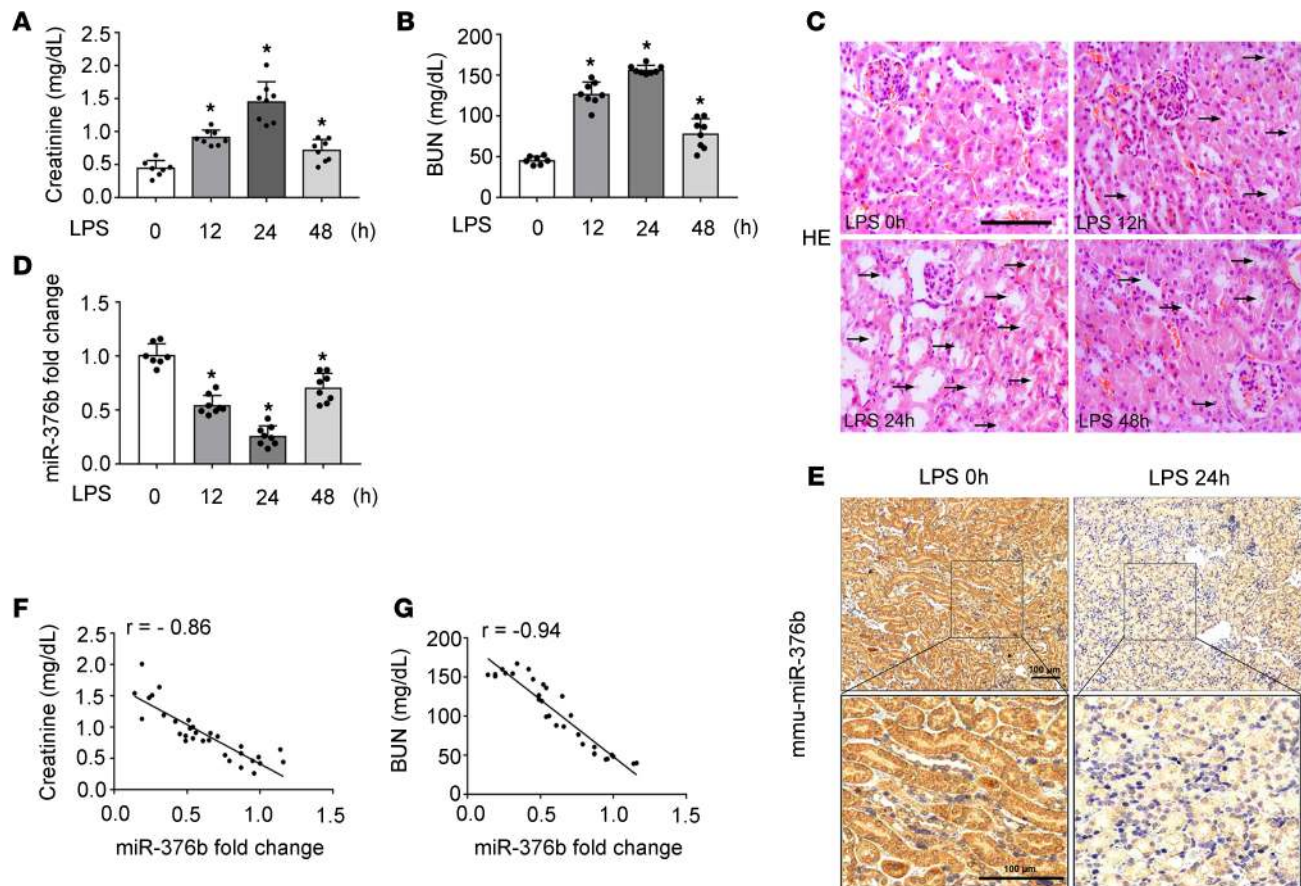 A
Creatinine (mg/dL)
2.5
2.0
1.5
1.0
0.5
0.0
*
*
*
LPS 0 12 24 48 (h)
B
BUN (mg/dL)
200
150
100
50
0
*
*
*
LPS 0 12 24 48 (h)
C
HE
LPS 0h
LPS 12h
LPS 24h
LPS 48h
D
miR-376b fold change
1.5
1.0
0.5
0.0
*
*
*
LPS 0 12 24 48 (h)
E
LPS 0h LPS 24h
mmu-miR-376b
100 μm
100 μm
F
r = - 0.86
Creatinine (mg/dL)
2.5
2.0
1.5
1.0
0.5
0.0
0.0 0.5 1.0 1.5
miR-376b fold change
G
r = -0.94
BUN (mg/dL)
200
150
100
50
0
0.0 0.5 1.0 1.5
miR-376b fold change